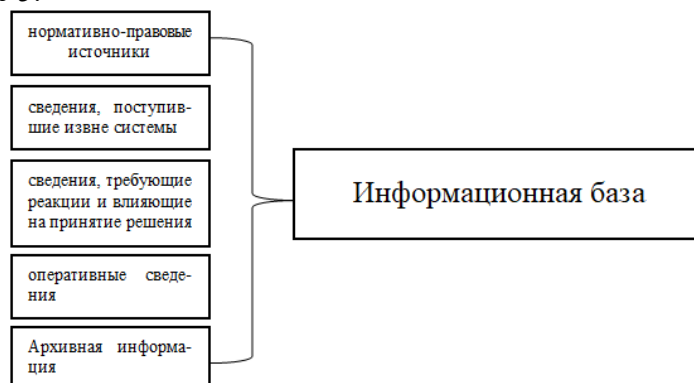 нормативно-правовые
источники
сведения, поступив-
шие извне системы
сведения, требующие
реакции и влияющие
на принятие решения
оперативные сведе-
ния
Архивная информа-
ция
Информационная база